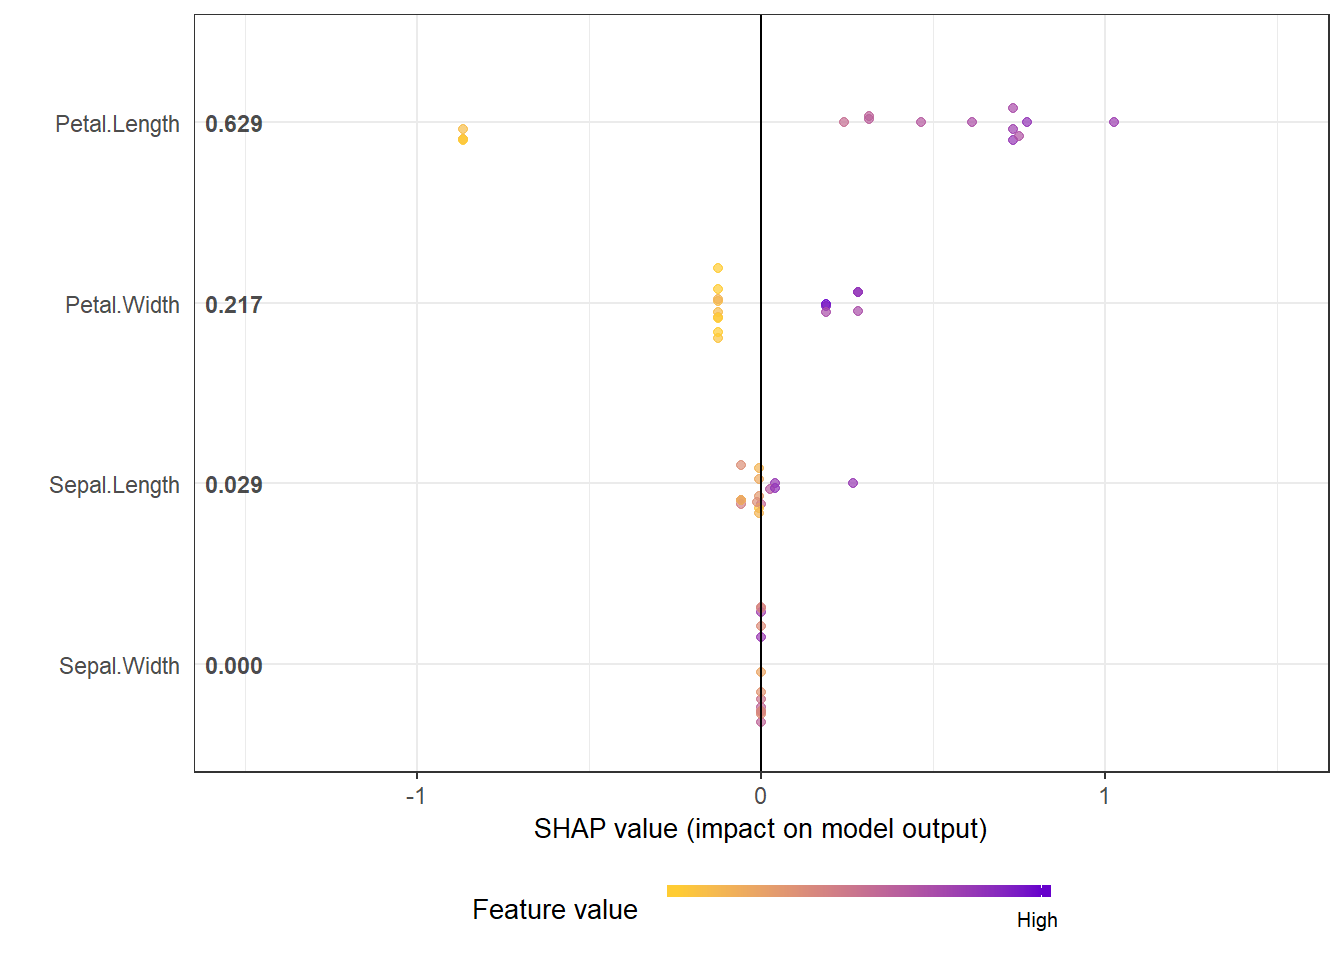 Petal.Length 0.629
Petal.Width 0.217
Sepal.Length 0.029
Sepal.Width 0.000
-1 0 1
SHAP value (impact on model output)
Feature value
High